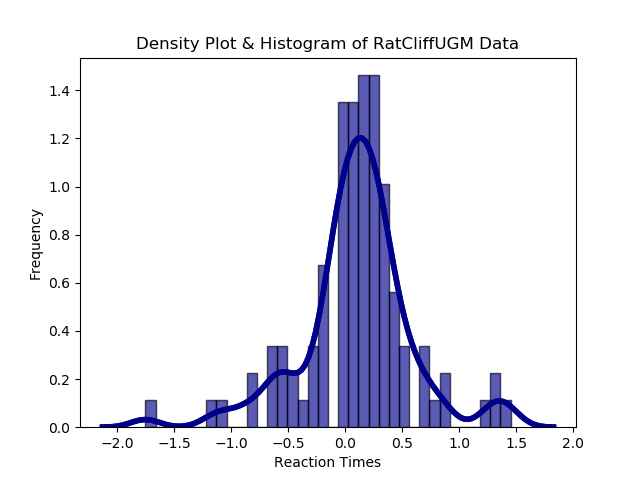 Density Plot & Histogram of RatCliffUGM Data
1.4
1.2
1.0
0.8
0.6
0.4
0.2
0.0
Frequency
−2.0 −1.5 −1.0 −0.5 0.0 0.5 1.0 1.5 2.0
Reaction Times